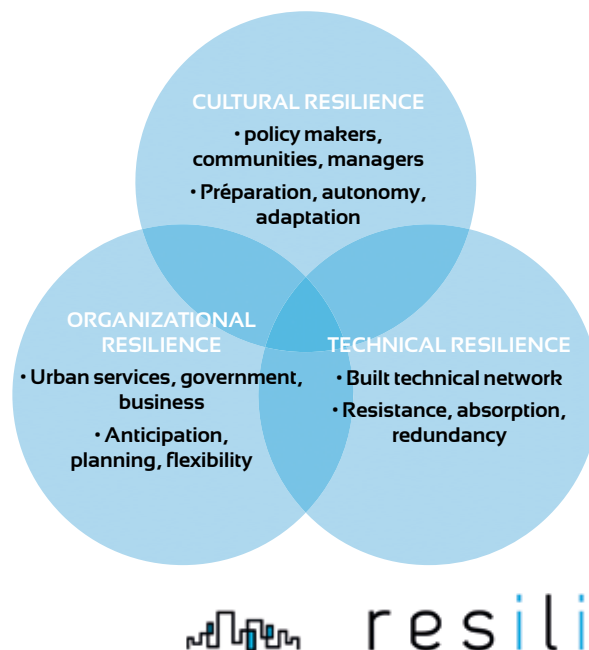 CULTURAL RESILIENCE
• policy makers,
communities, managers
• Préparation, autonomy,
adaptation
ORGANIZATIONAL
RESILIENCE
• Urban services, government,
business
• Anticipation,
planning, flexibility
TECHNICAL RESILIENCE
• Built technical network
• Resistance, absorption,
redundancy
resili